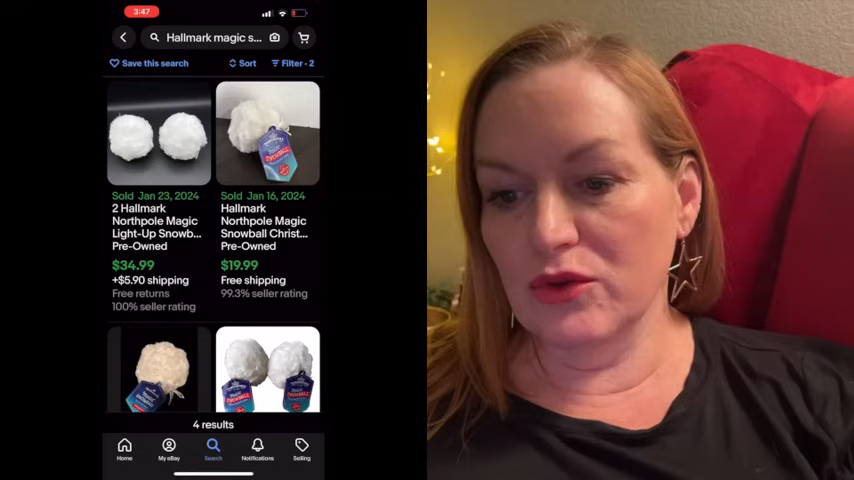 3:47
Hallmark magic s...
Save this search
Sort
Filter - 2
Sold Jan 23, 2024
2 Hallmark
Northpole Magic
Light-Up Snowb...
Pre-Owned
$34.99
+$5.90 shipping
Free returns
100% seller rating
Sold Jan 16, 2024
Hallmark
Northpole Magic
Snowball Christ...
Pre-Owned
$19.99
Free shipping
99.3% seller rating
4 results
Home
My eBay
Search
Notifications
Selling